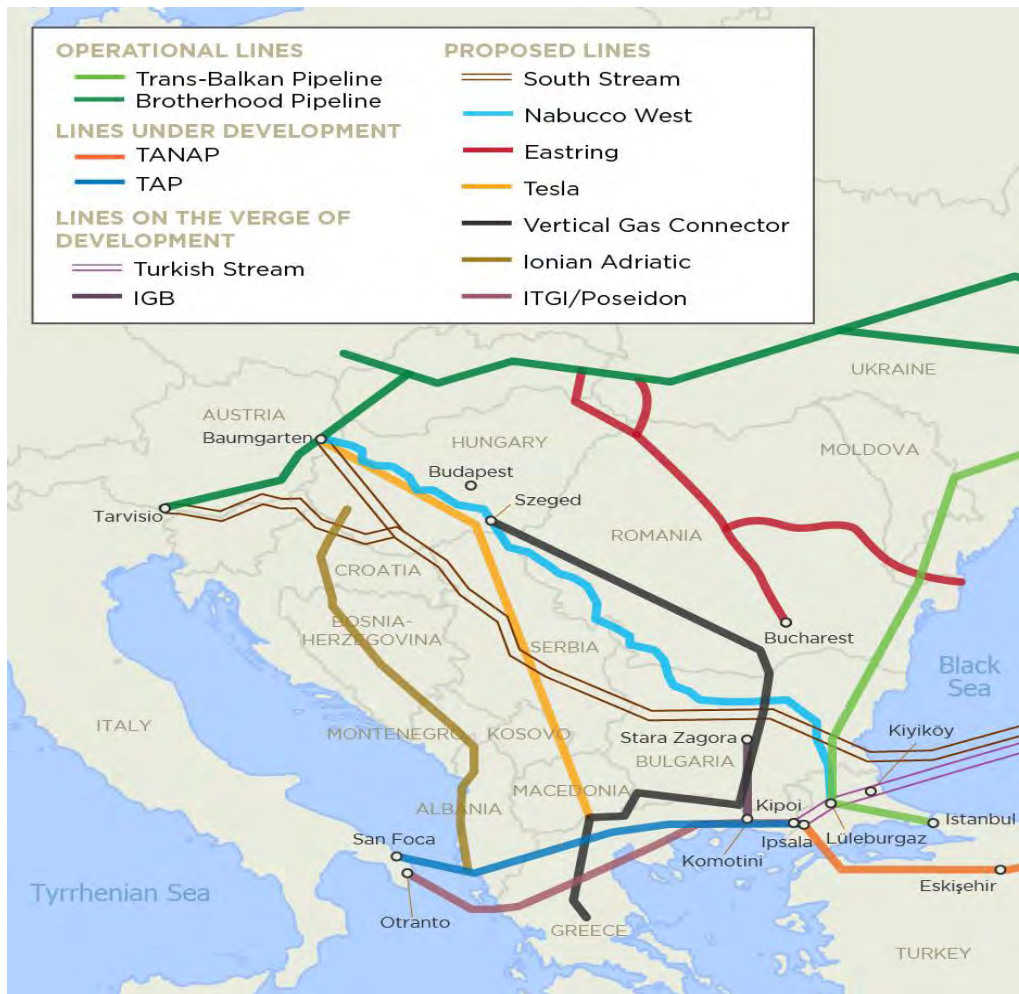 OPERATIONAL LINES
Trans-Balkan Pipeline
Brotherhood Pipeline
LINES UNDER DEVELOPMENT
TANAP
TAP
LINES ON THE VERGE OF
DEVELOPMENT
Turkish Stream
IGB
PROPOSED LINES
South Stream
Nabucco West
Eastring
Tesla
Vertical Gas Connector
Ionian Adriatic
ITGI/Poseidon
UKRAINE
AUSTRIA
Baumgarten
HUNGARY
MOLDOVA
Budapest
Szeged
Tarvisio
ROMANIA
CROATIA
BOSNIA-
HERZEGOVINA
SERBIA
Bucharest
Black
Sea
ITALY
MONTENEGRO
KOSOVO
Stara Zagora
BULGARIA
Kiyiköy
MACEDONIA
ALBANIA
Kipoi
Istanbul
San Foca
Ipsala
Lüleburgaz
Komotini
Tyrrhenian Sea
Eskişehir
Otranto
GREECE
TURKEY